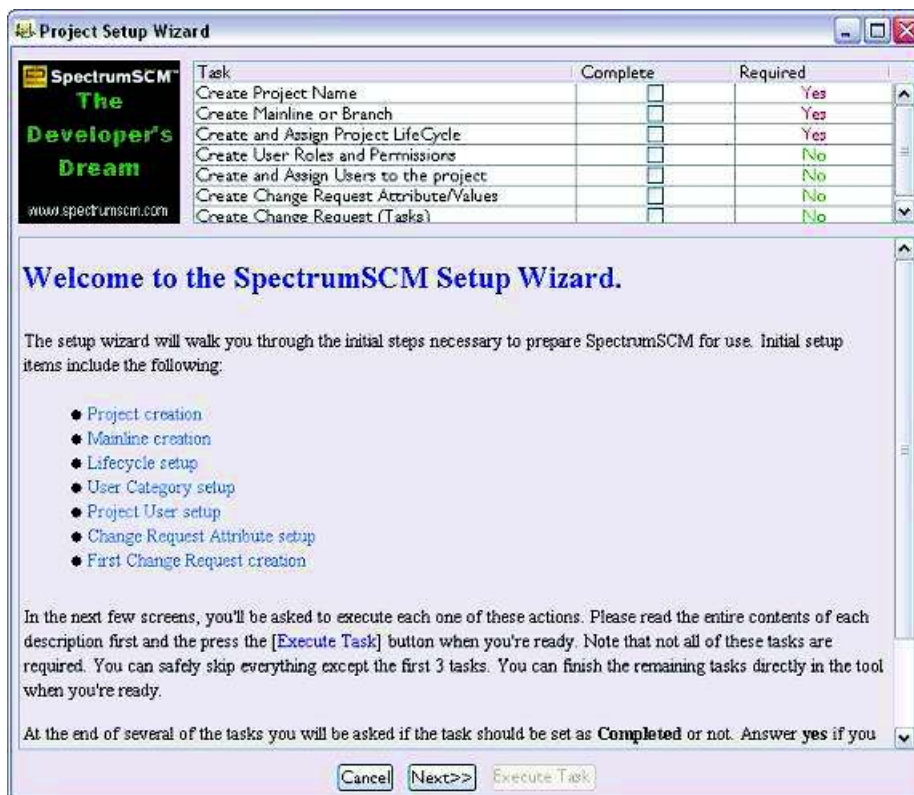 Project Setup Wizard
SpectrumSCM™
The
Developer's
Dream
www.spectrumscm.com
Task Complete Required
Create Project Name Yes
Create Mainline or Branch Yes
Create and Assign Project LifeCycle Yes
Create User Roles and Permissions No
Create and Assign Users to the project No
Create Change Request Attribute/Values No
Create Change Request (Tasks) No
Welcome to the SpectrumSCM Setup Wizard.
The setup wizard will walk you through the initial steps necessary to prepare SpectrumSCM for use. Initial setup
items include the following:
Project creation
Mainline creation
Lifecycle setup
User Category setup
Project User setup
Change Request Attribute setup
First Change Request creation
In the next few screens, you'll be asked to execute each one of these actions. Please read the entire contents of each
description first and the press the [Execute Task] button when you're ready. Note that not all of these tasks are
required. You can safely skip everything except the first 3 tasks. You can finish the remaining tasks directly in the tool
when you're ready.
At the end of several of the tasks you will be asked if the task should be set as Completed or not. Answer yes if you
Cancel Next>> Execute Task